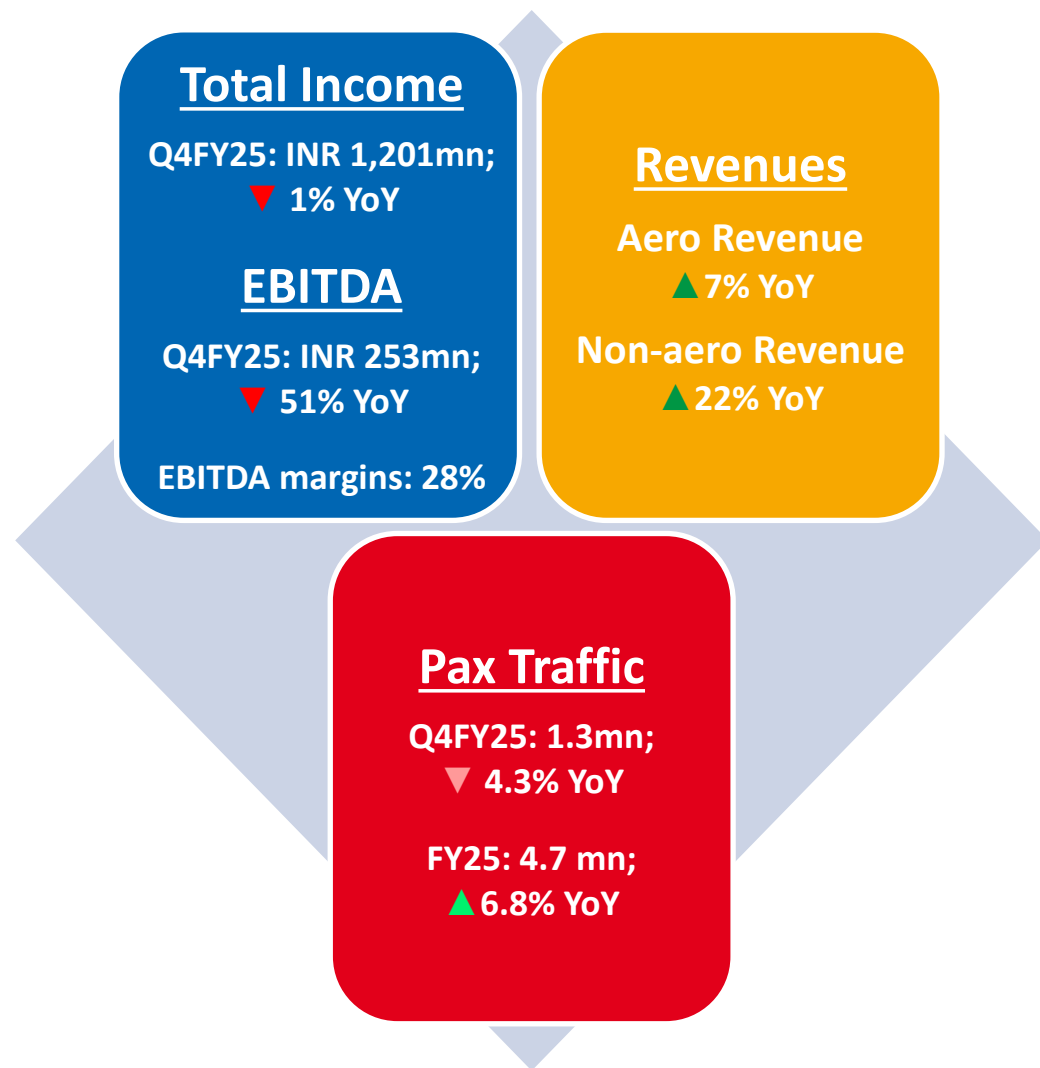 Total Income
Q4FY25: INR 1,201mn;
▼ 1% YoY
EBITDA
Q4FY25: INR 253mn;
▼ 51% YoY
EBITDA margins: 28%
Revenues
Aero Revenue
▲ 7% YoY
Non-aero Revenue
▲ 22% YoY
Pax Traffic
Q4FY25: 1.3mn;
▼ 4.3% YoY
FY25: 4.7 mn;
▲ 6.8% YoY